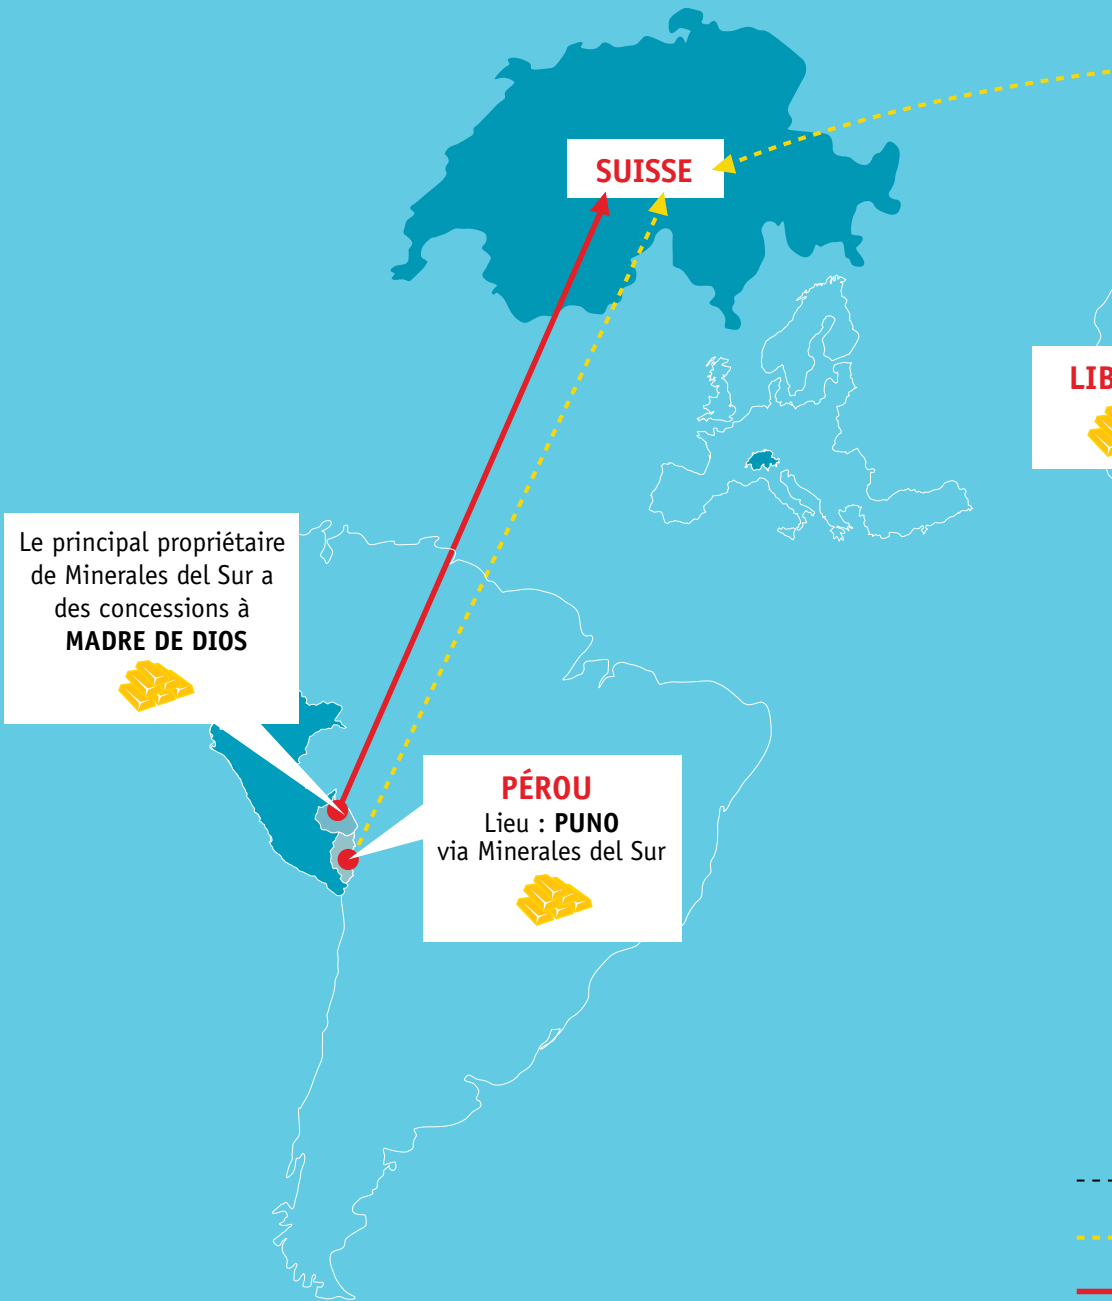 SUISSE
LIB
Le principal propriétaire
de Minerales del Sur a
des concessions à
MADRE DE DIOS
PÉROU
Lieu : PUNO
via Minerales del Sur